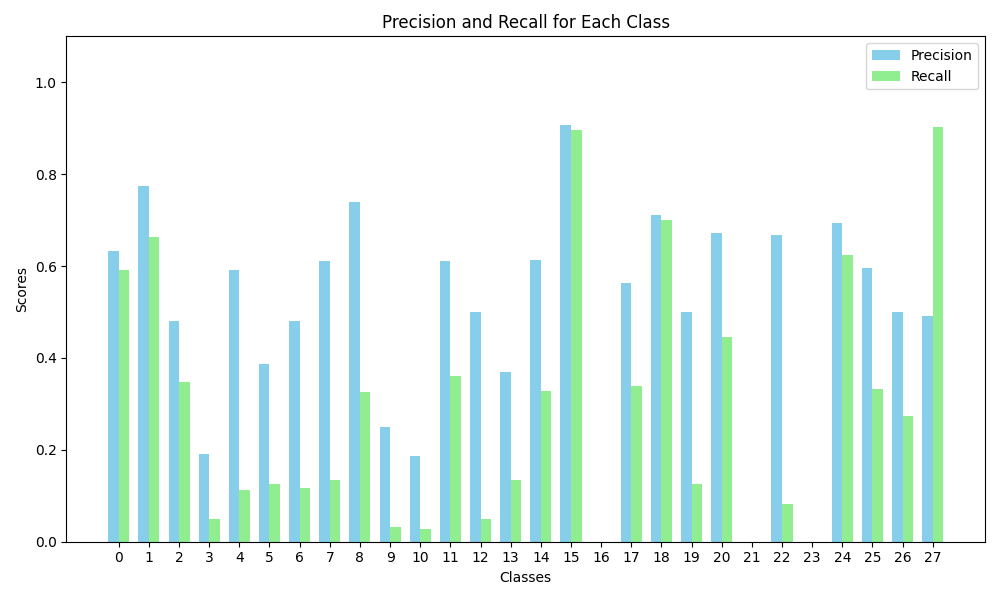 Precision and Recall for Each Class
Precision
Recall
1.0
0.8
0.6
0.4
0.2
0.0
Scores
0 1 2 3 4 5 6 7 8 9 10 11 12 13 14 15 16 17 18 19 20 21 22 23 24 25 26 27
Classes